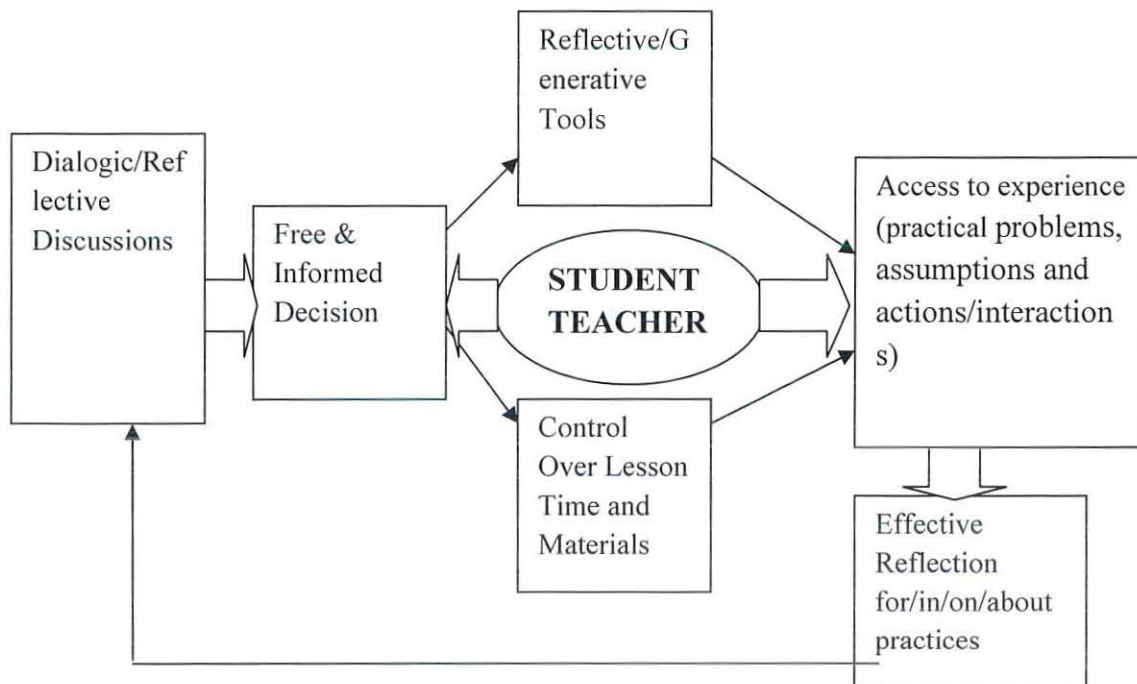 Reflective/G
enerative
Tools
Dialogic/Ref
lective
Discussions
Free &
Informed
Decision
STUDENT
TEACHER
Access to experience
(practical problems,
assumptions and
actions/interaction
s)
Control
Over Lesson
Time and
Materials
Effective
Reflection
for/in/on/about
practices